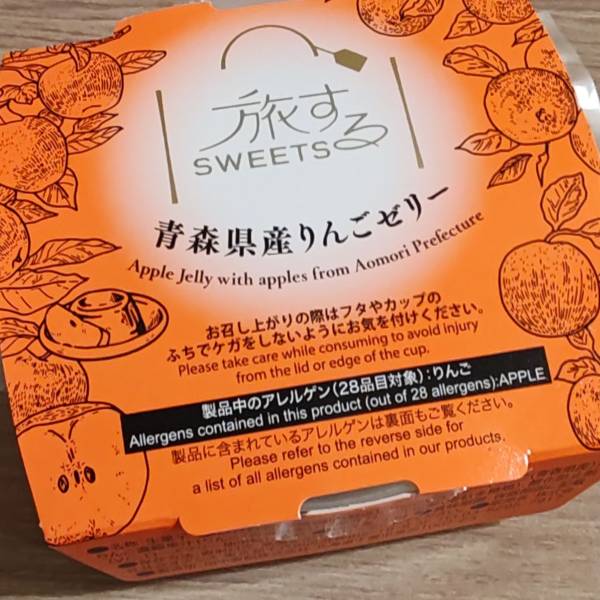 旅する
SWEETS
青森県産りんごゼリー
Apple Jelly with apples from Aomori Prefecture
お召し上がりの際はフタやカップの
ふちでケガをしないようにお気を付けください。
Please take care while consuming to avoid injury
from the lid or edge of the cup.
製品中のアレルゲン(28品目対象):りんご
Allergens contained in this product (out of 28 allergens):APPLE
製品に含まれているアレルゲンは裏面もご覧ください。
Please refer to the reverse side for
a list of all allergens contained in our products.